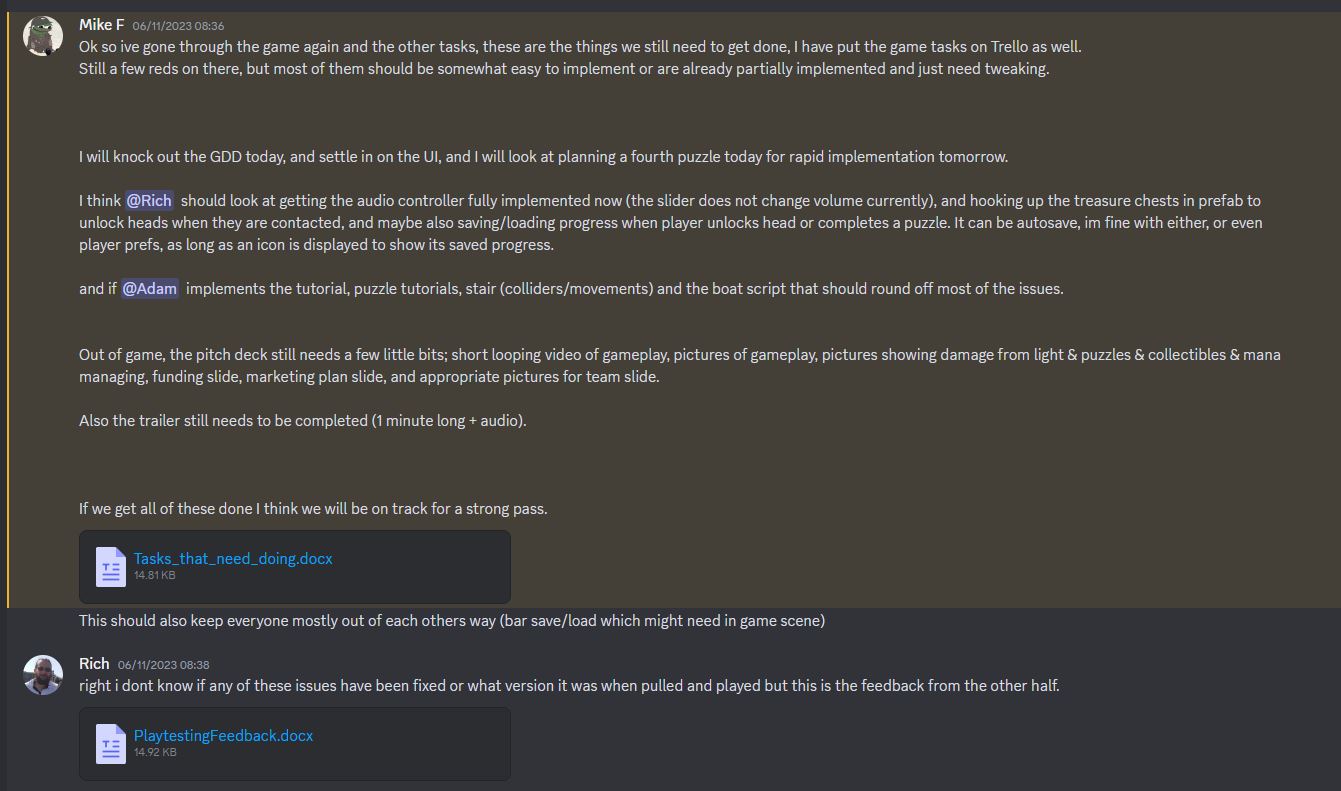 Mike F 06/11/2023 08:36
Ok so ive gone through the game again and the other tasks, these are the things we still need to get done, I have put the game tasks on Trello as well.
Still a few reds on there, but most of them should be somewhat easy to implement or are already partially implemented and just need tweaking.
I will knock out the GDD today, and settle in on the UI, and I will look at planning a fourth puzzle today for rapid implementation tomorrow.
I think @Rich should look at getting the audio controller fully implemented now (the slider does not change volume currently), and hooking up the treasure chests in prefab to
unlock heads when they are contacted, and maybe also saving/loading progress when player unlocks head or completes a puzzle. It can be autosave, im fine with either, or even
player prefs, as long as an icon is displayed to show its saved progress.
and if @Adam implements the tutorial, puzzle tutorials, stair (colliders/movements) and the boat script that should round off most of the issues.
Out of game, the pitch deck still needs a few little bits; short looping video of gameplay, pictures of gameplay, pictures showing damage from light & puzzles & collectibles & mana
managing, funding slide, marketing plan slide, and appropriate pictures for team slide.
Also the trailer still needs to be completed (1 minute long + audio).
If we get all of these done I think we will be on track for a strong pass.
Tasks_that_need_doing.docx
14.81 KB
This should also keep everyone mostly out of each others way (bar save/load which might need in game scene)
Rich 06/11/2023 08:38
right i dont know if any of these issues have been fixed or what version it was when pulled and played but this is the feedback from the other half.
PlaytestingFeedback.docx
14.92 KB